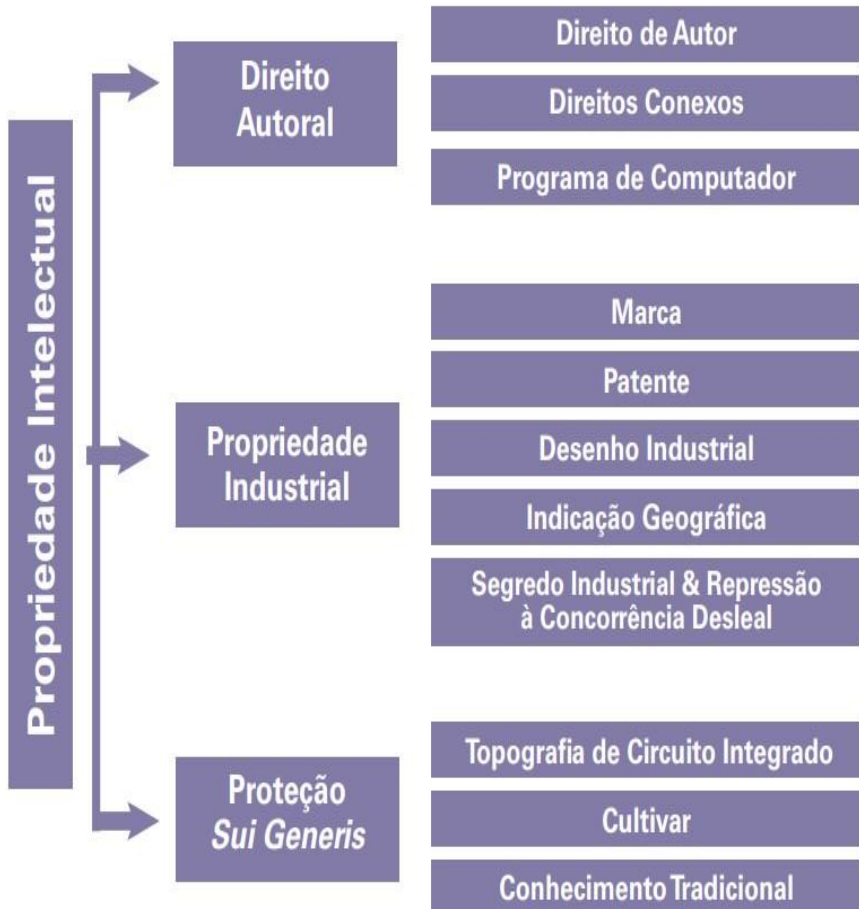 Propriedade Intelectual
Direito
Autoral
Direito de Autor
Direitos Conexos
Programa de Computador
Propriedade
Industrial
Marca
Patente
Desenho Industrial
Indicação Geográfica
Segredo Industrial & Repressão
à Concorrência Desleal
Proteção
Sui Generis
Topografia de Circuito Integrado
Cultivar
Conhecimento Tradicional